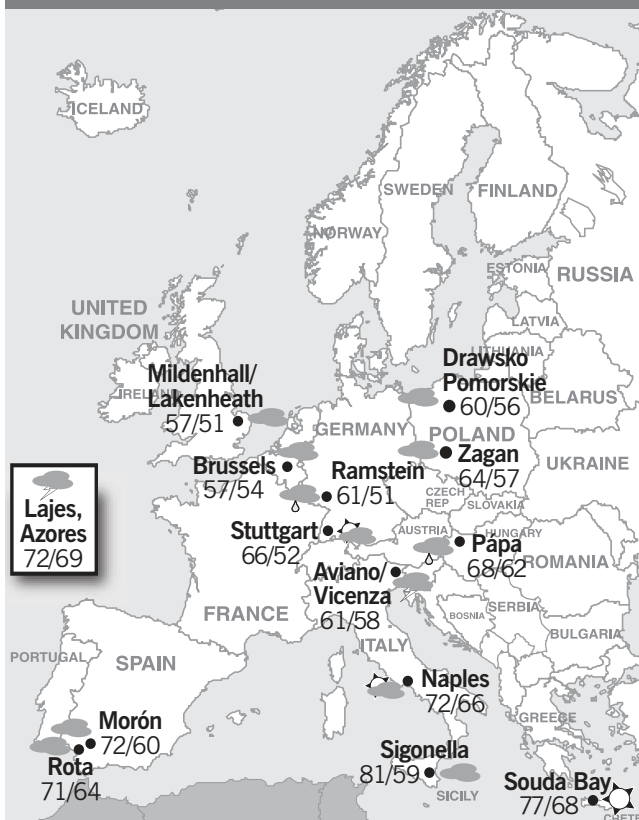 ICELAND
SWEDEN
FINLAND
NORWAY
ESTONIA
RUSSIA
LATVIA
LITHUANIA
UNITED
KINGDOM
IRELAND
Mildenhall/
Lakenheath
57/51
Drawsko
Pomorskie
60/56
BELARUS
GERMANY
POLAND
Zagan
64/57
UKRAINE
Brussels
57/54
Ramstein
61/51
CZECH
REP
SLOVAKIA
Lajes,
Azores
72/69
Stuttgart
66/52
AUSTRIA
HUNGARY
Pápa
68/62
ROMANIA
Aviano/
Vicenza
61/58
FRANCE
BOSNIA
SERBIA
BULGARIA
ITALY
PORTUGAL
SPAIN
Naples
72/66
GREECE
Morón
72/60
Rota
71/64
Sigonella
81/59
SICILY
Souda Bay
77/68
CRETE